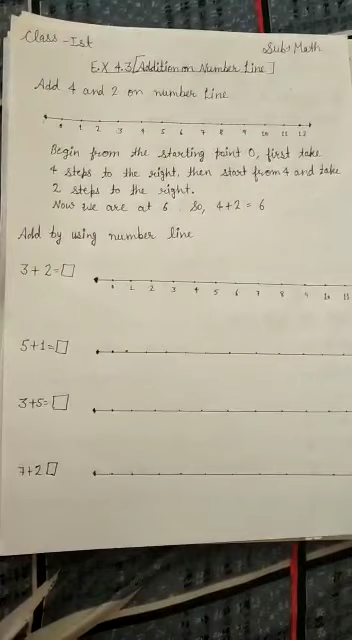 Class - Ist
Sub: Math
EX 4.3 [Addition on Number Line]
Add 4 and 2 on number line
0 1 2 3 4 5 6 7 8 9 10 11 12
Begin from the starting point 0, first take
4 steps to the right, then start from 4 and take
2 steps to the right.
Now we are at 6. So, 4+2 = 6
Add by using number line
3+2=□
0 1 2 3 4 5 6 7 8 9 10 11
5+1=□
3+5=□
7+2□